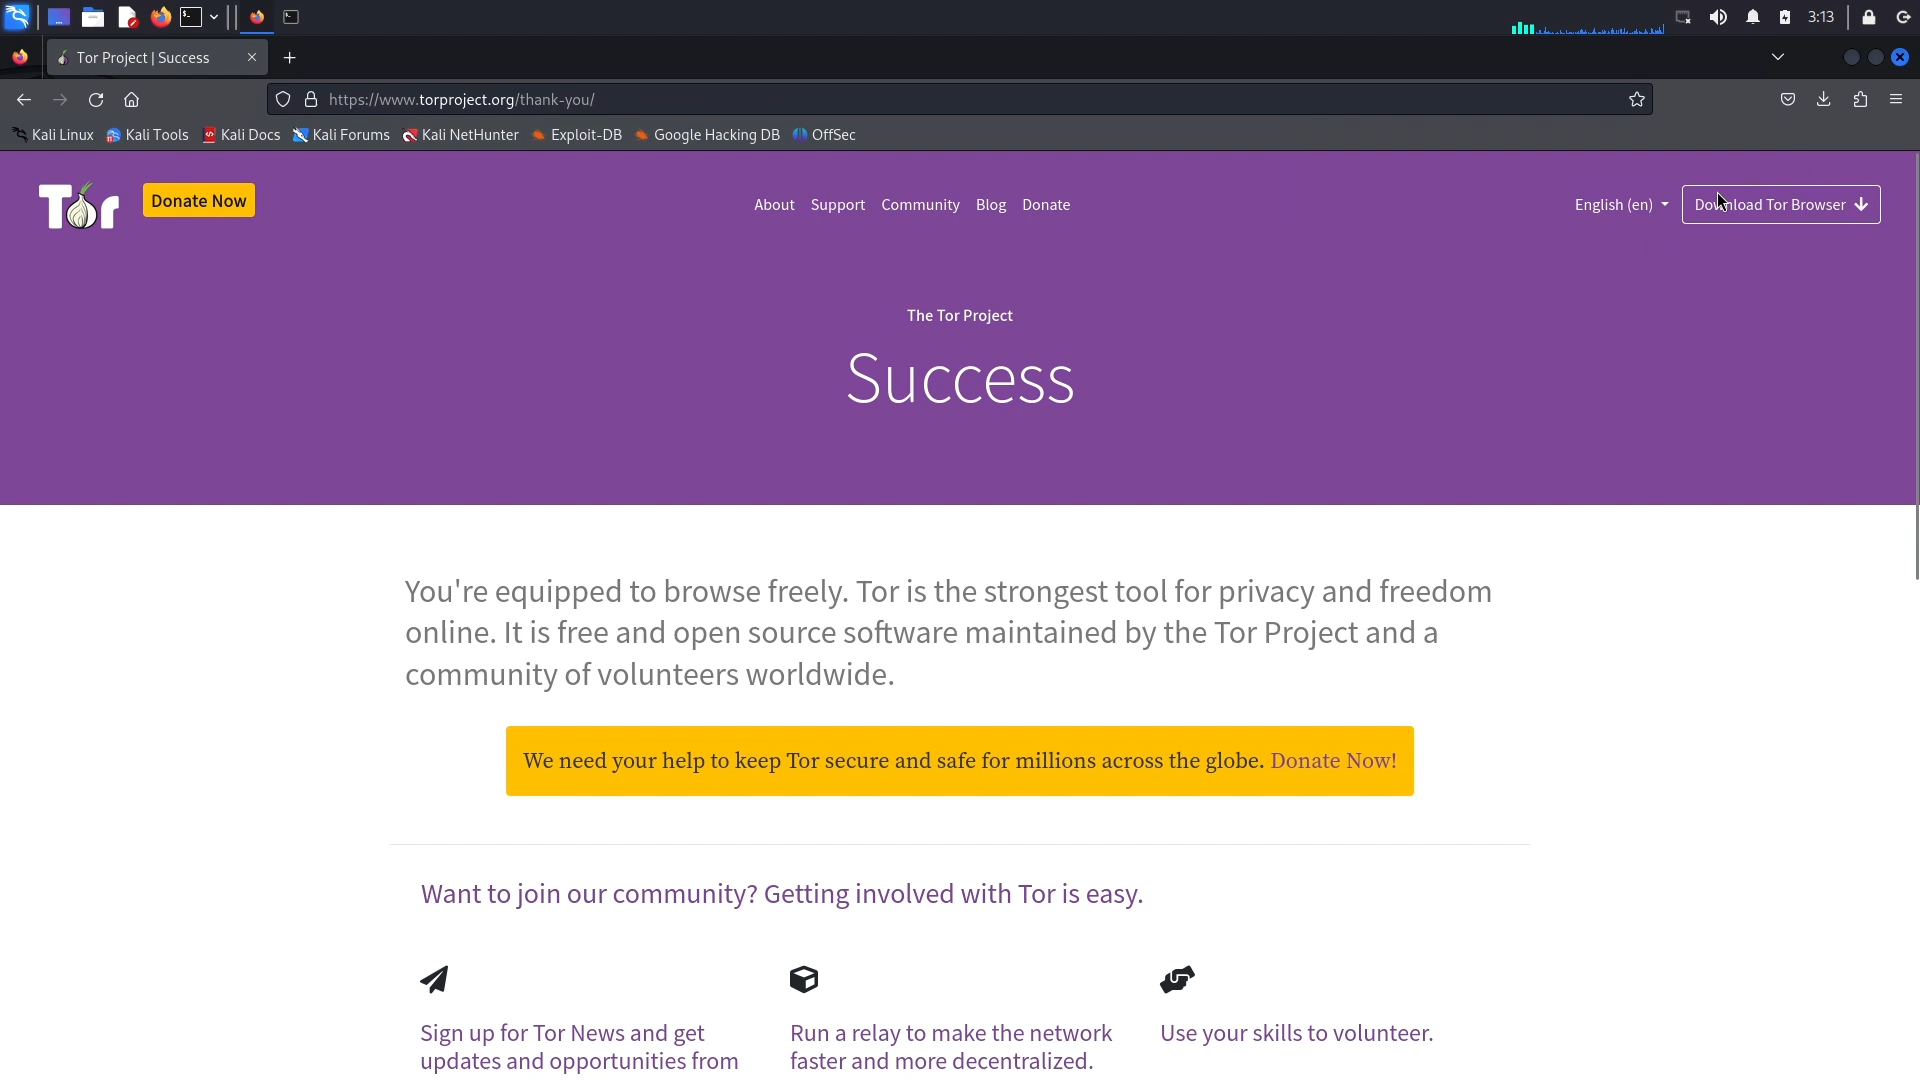 3:13
Tor Project | Success
https://www.torproject.org/thank-you/
Kali Linux Kali Tools Kali Docs Kali Forums Kali NetHunter Exploit-DB Google Hacking DB OffSec
Tor Donate Now About Support Community Blog Donate English (en) Download Tor Browser
The Tor Project
Success
You're equipped to browse freely. Tor is the strongest tool for privacy and freedom
online. It is free and open source software maintained by the Tor Project and a
community of volunteers worldwide.
We need your help to keep Tor secure and safe for millions across the globe. Donate Now!
Want to join our community? Getting involved with Tor is easy.
Sign up for Tor News and get
updates and opportunities from
Run a relay to make the network
faster and more decentralized.
Use your skills to volunteer.